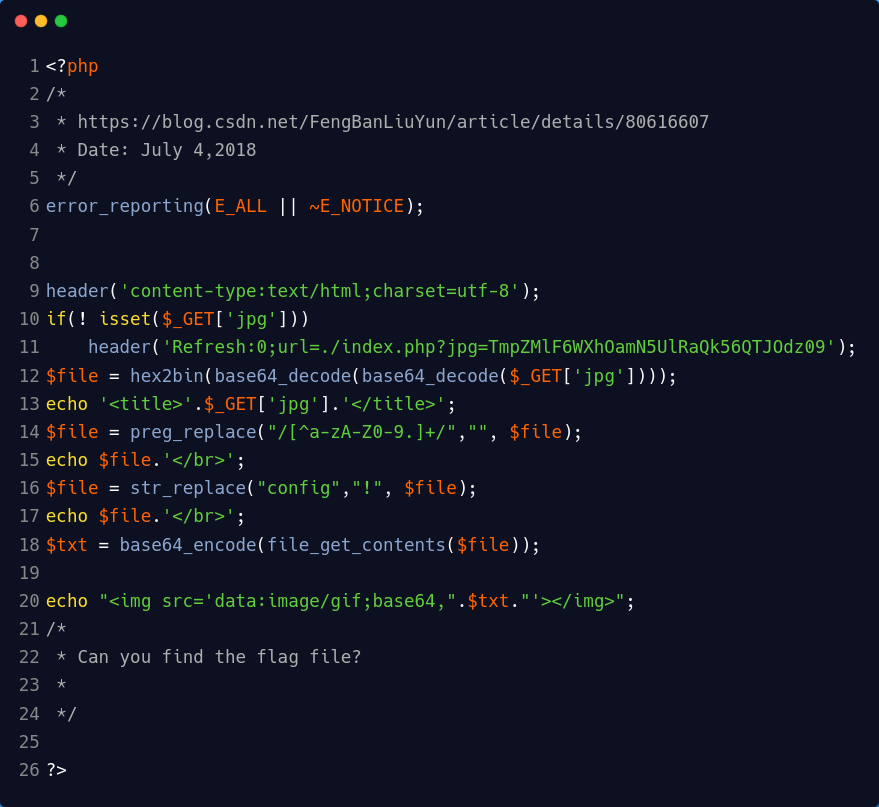 1 <?php
2 /*
3  * https://blog.csdn.net/FengBanLiuYun/article/details/80616607
4  * Date: July 4,2018
5  */
6 error_reporting(E_ALL || ~E_NOTICE);
7
8
9 header('content-type:text/html;charset=utf-8');
10 if(! isset($_GET['jpg']))
11     header('Refresh:0;url=./index.php?jpg=TmpZMlF6WXhOamN5UlRaQk56QTJOdz09');
12 $file = hex2bin(base64_decode(base64_decode($_GET['jpg'])));
13 echo '<title>'.$_GET['jpg'].'</title>';
14 $file = preg_replace("/[^a-zA-Z0-9.]+/","", $file);
15 echo $file.'</br>';
16 $file = str_replace("config","!", $file);
17 echo $file.'</br>';
18 $txt = base64_encode(file_get_contents($file));
19
20 echo "<img src='data:image/gif;base64,".$txt."'></img>";
21 /*
22  * Can you find the flag file?
23  *
24  */
25
26 ?>